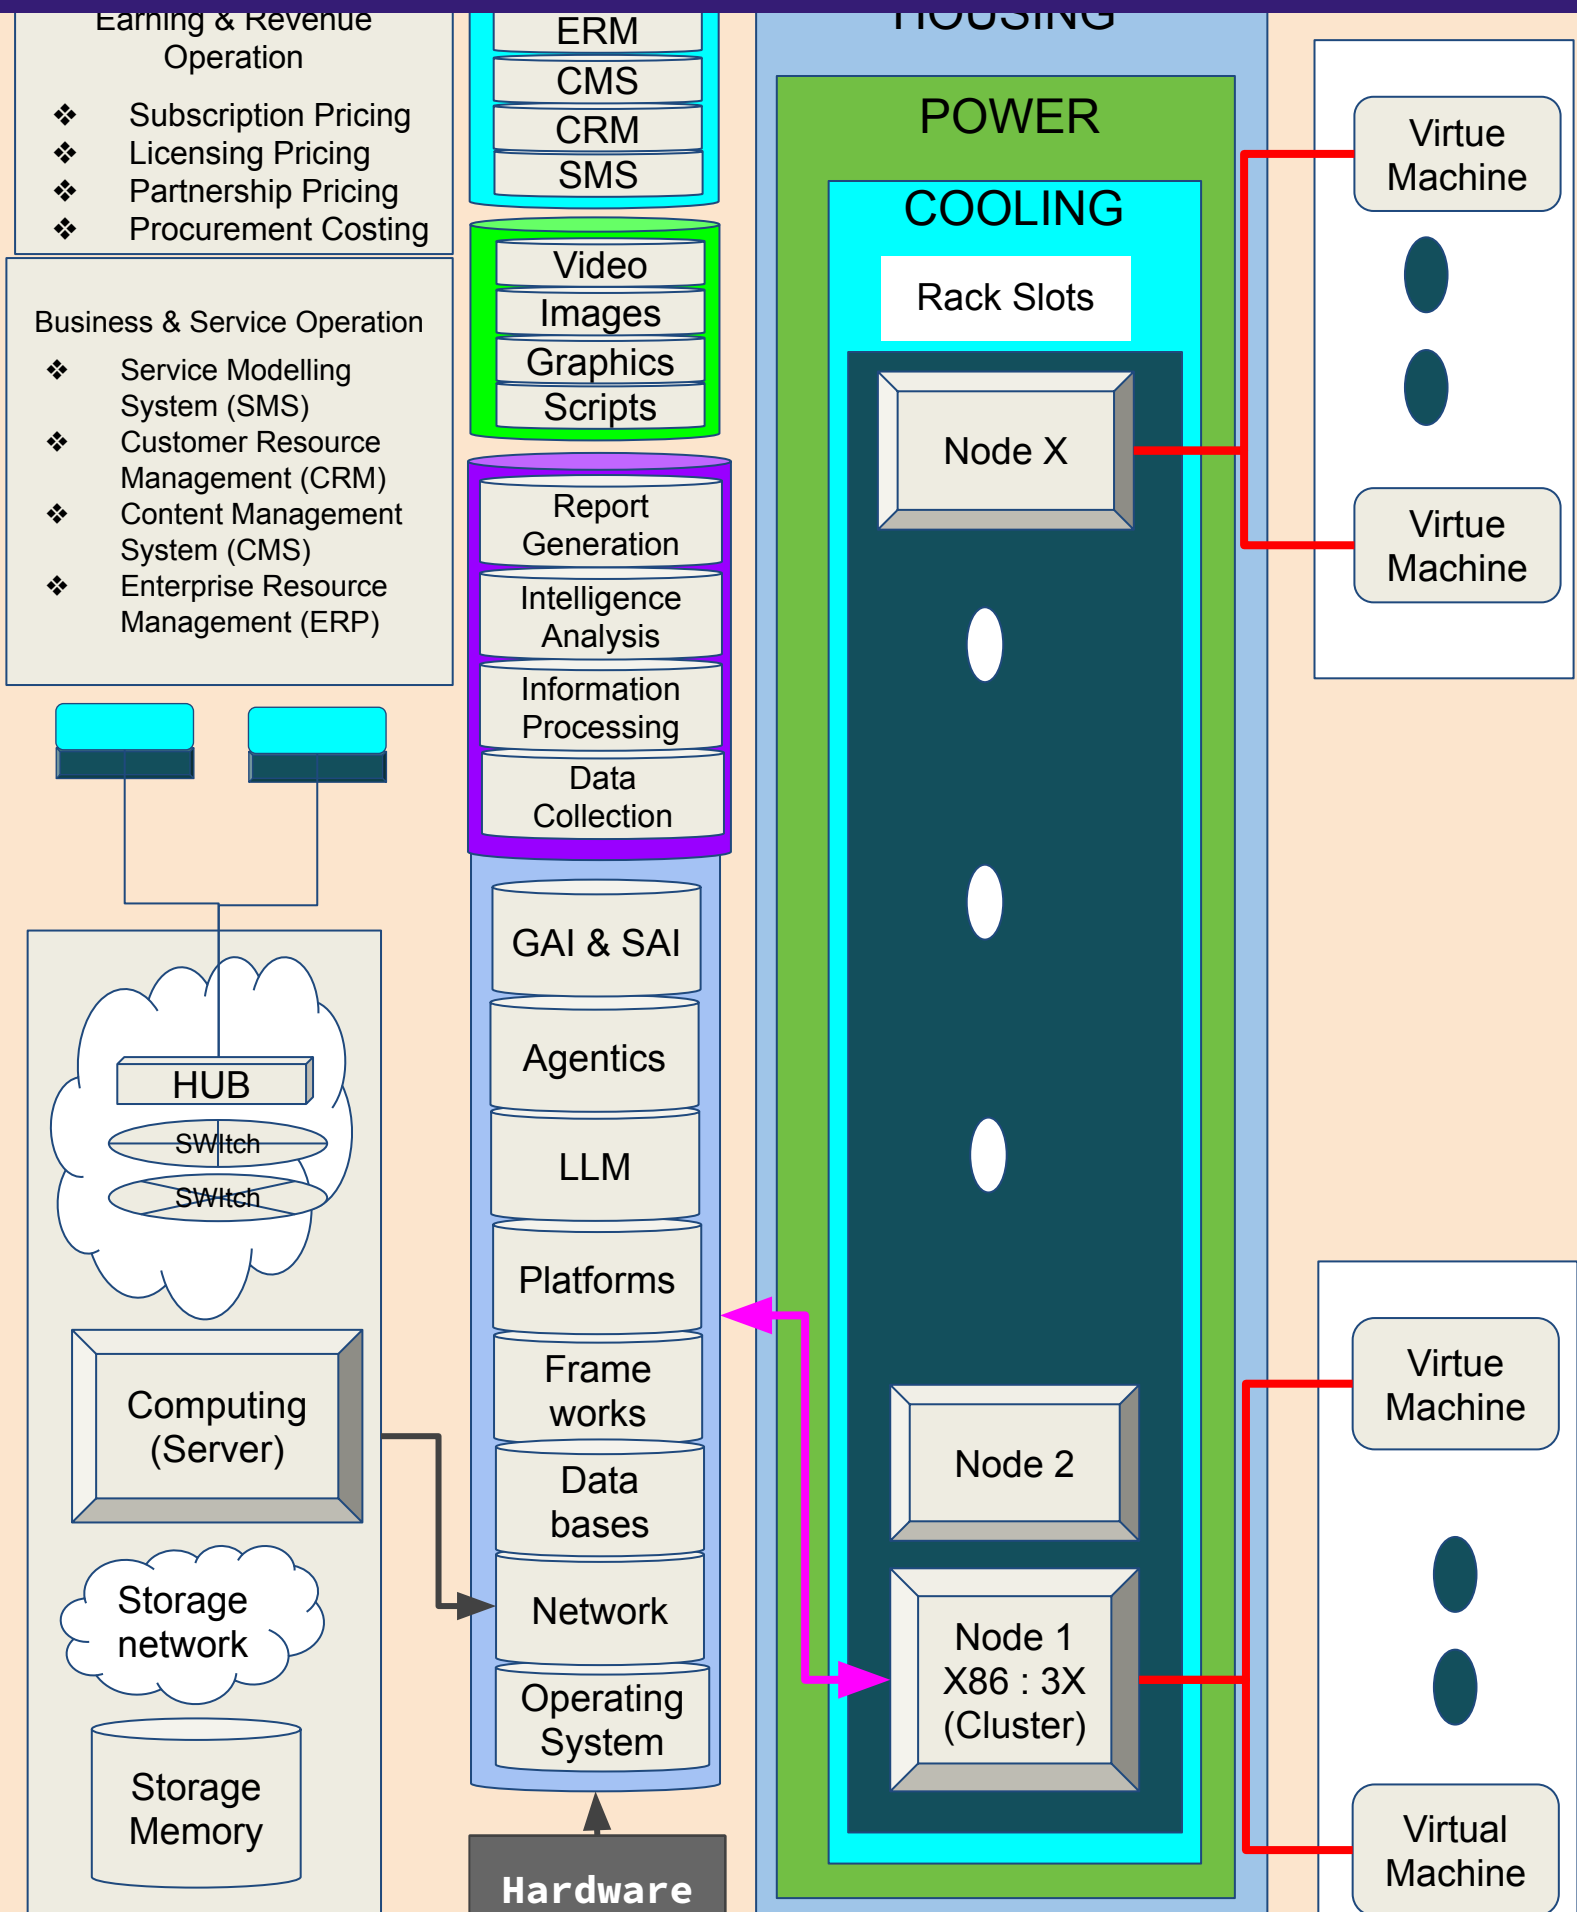 Earning & Revenue
Operation
❖ Subscription Pricing
❖ Licensing Pricing
❖ Partnership Pricing
❖ Procurement Costing
Business & Service Operation
❖ Service Modelling
System (SMS)
❖ Customer Resource
Management (CRM)
❖ Content Management
System (CMS)
❖ Enterprise Resource
Management (ERP)
HUB
SWItch
SWItch
Computing
(Server)
Storage
network
Storage
Memory
ERM
CMS
CRM
SMS
Video
Images
Graphics
Scripts
Report
Generation
Intelligence
Analysis
Information
Processing
Data
Collection
GAI & SAI
Agentics
LLM
Platforms
Frame
works
Data
bases
Network
Operating
System
Hardware
HOUSING
POWER
COOLING
Rack Slots
Node X
Node 2
Node 1
X86 : 3X
(Cluster)
Virtue
Machine
Virtue
Machine
Virtue
Machine
Virtual
Machine